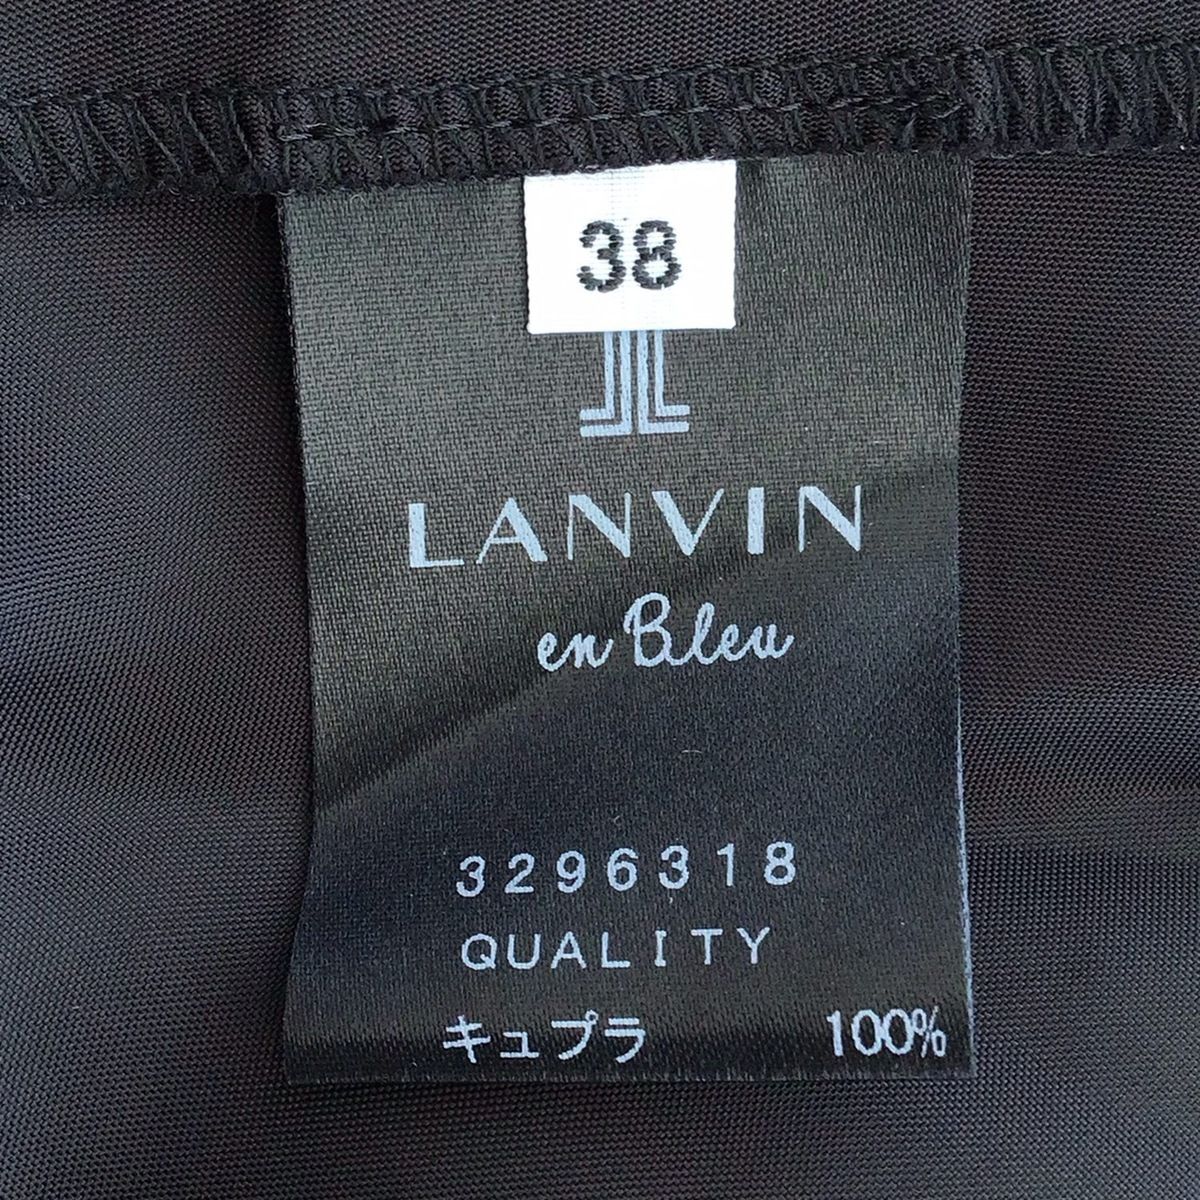 38
LANVIN
en Bleu
3296318
QUALITY
キュプラ 100%